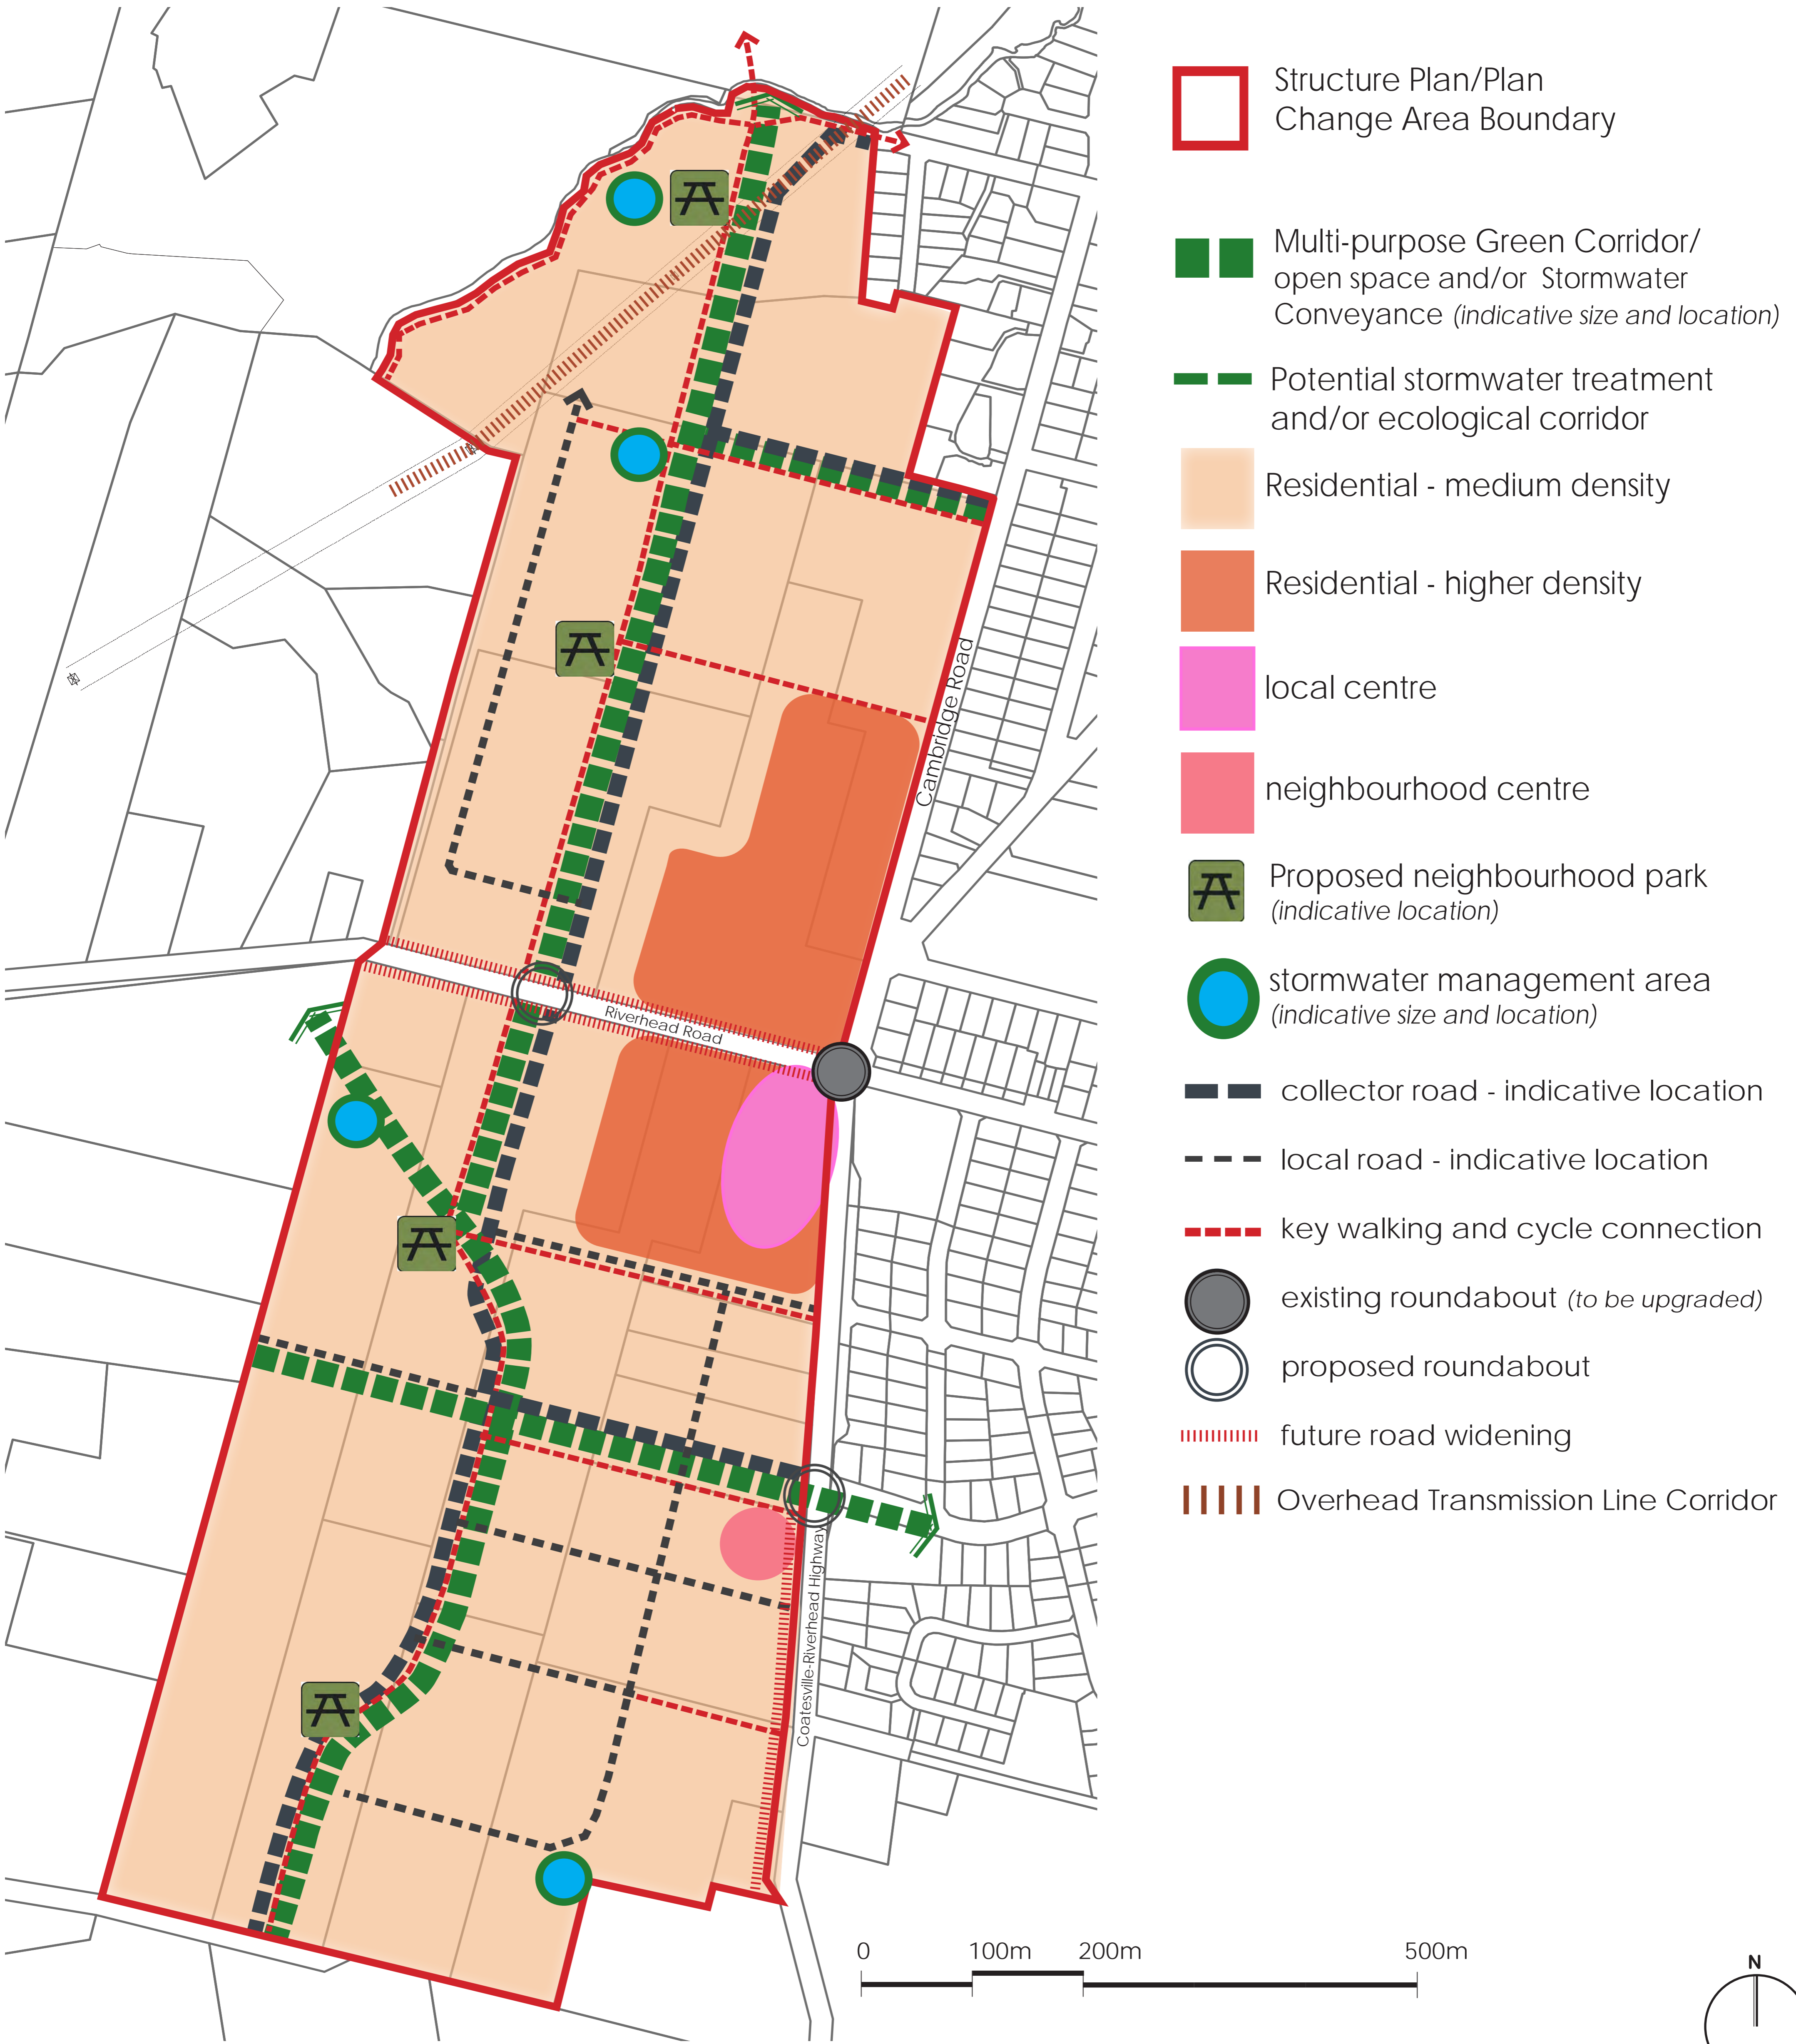 Structure Plan/Plan
Change Area Boundary
Multi-purpose Green Corridor/
open space and/or Stormwater
Conveyance (indicative size and location)
Potential stormwater treatment
and/or ecological corridor
Residential - medium density
Residential - higher density
local centre
neighbourhood centre
Proposed neighbourhood park
(indicative location)
stormwater management area
(indicative size and location)
collector road - indicative location
local road - indicative location
key walking and cycle connection
existing roundabout (to be upgraded)
proposed roundabout
future road widening
Overhead Transmission Line Corridor
Cambridge Road
Riverhead Road
Coatesville-Riverhead Highway
0 100m 200m 500m
N